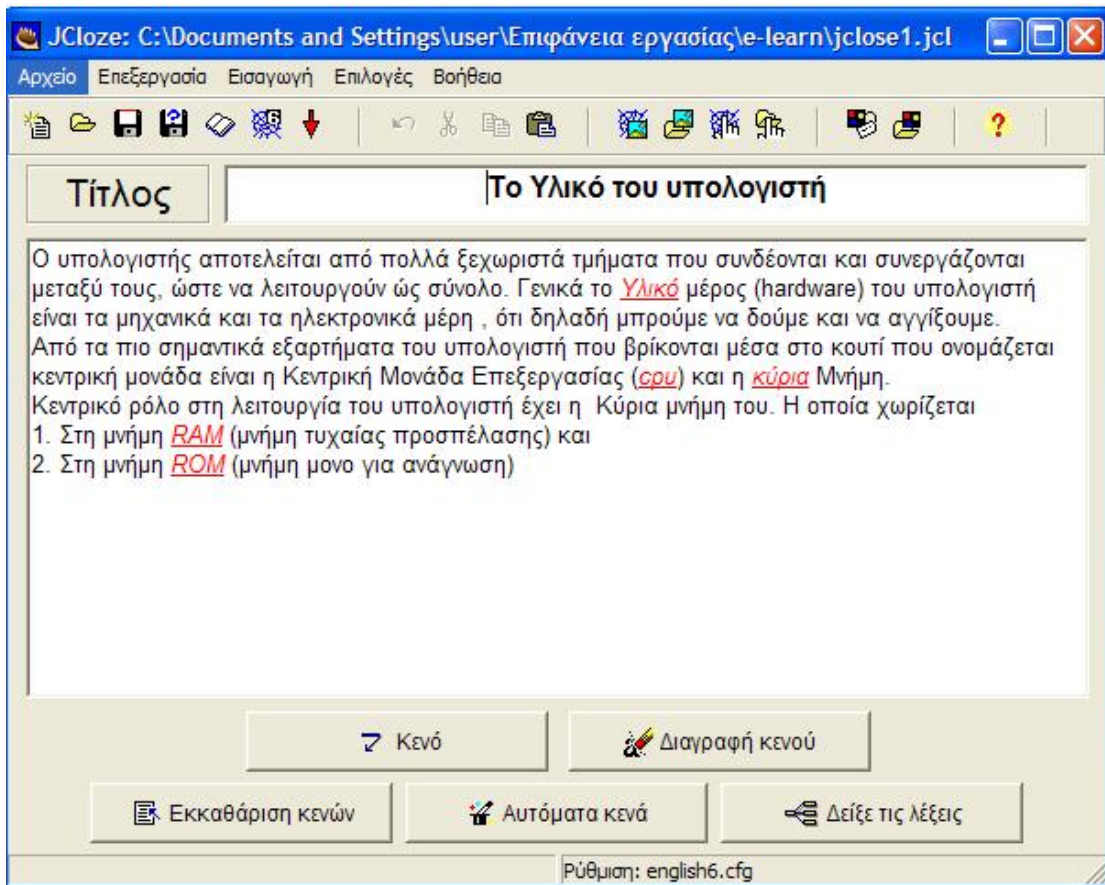 JCloze: C:\Documents and Settings\user\Επιφάνεια εργασίας\e-learn\jclose1.jcl
Αρχείο Επεξεργασία Εισαγωγή Επιλογές Βοήθεια
Τίτλος
Το Υλικό του υπολογιστή
Ο υπολογιστής αποτελείται από πολλά ξεχωριστά τμήματα που συνδέονται και συνεργάζονται
μεταξύ τους, ώστε να λειτουργούν ώς σύνολο. Γενικά το Υλικό μέρος (hardware) του υπολογιστή
είναι τα μηχανικά και τα ηλεκτρονικά μέρη , ότι δηλαδή μπρούμε να δούμε και να αγγίξουμε.
Από τα πιο σημαντικά εξαρτήματα του υπολογιστή που βρίκονται μέσα στο κουτί που ονομάζεται
κεντρική μονάδα είναι η Κεντρική Μονάδα Επεξεργασίας (cpu) και η κύρια Μνήμη.
Κεντρικό ρόλο στη λειτουργία του υπολογιστή έχει η  Κύρια μνήμη του. Η οποία χωρίζεται
1. Στη μνήμη RAM (μνήμη τυχαίας προσπέλασης) και
2. Στη μνήμη ROM (μνήμη μονο για ανάγνωση)
Κενό
Διαγραφή κενού
Εκκαθάριση κενών
Αυτόματα κενά
Δείξε τις λέξεις
Ρύθμιση: english6.cfg